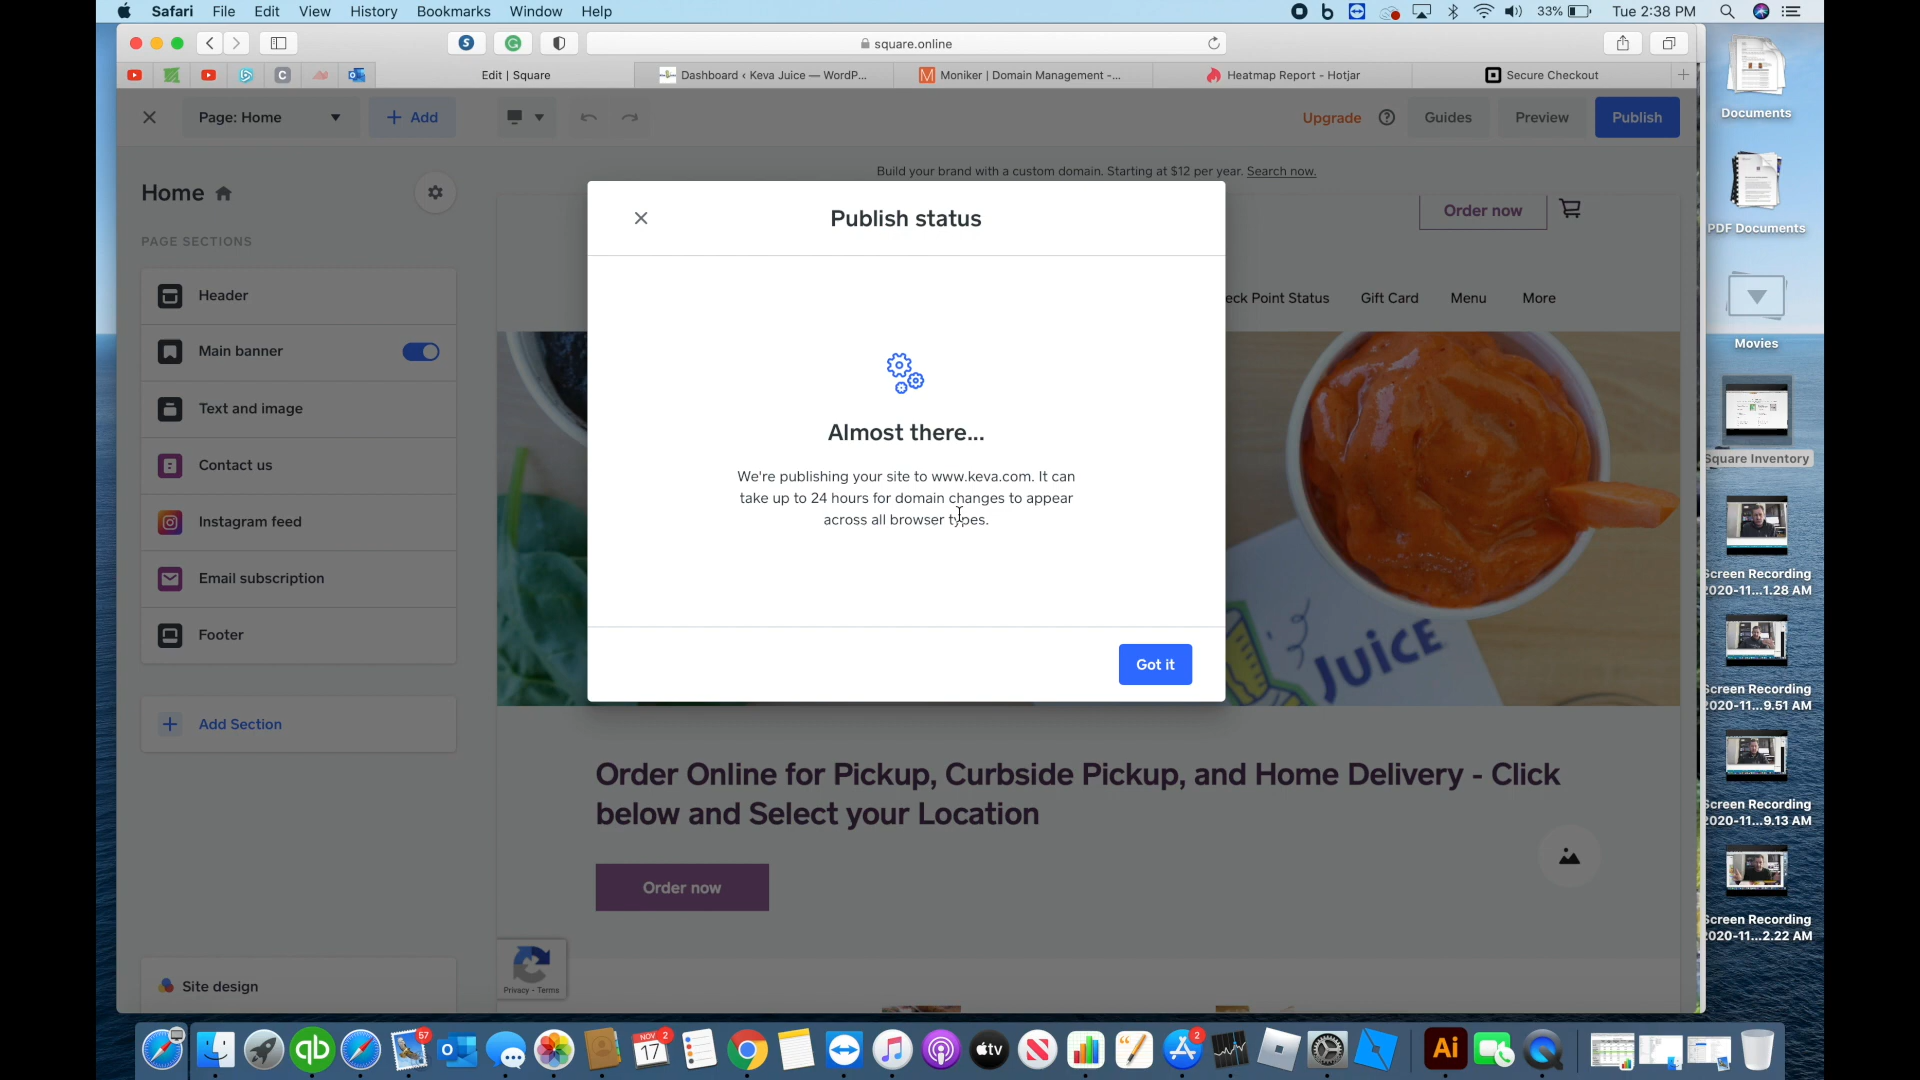 Safari File Edit View History Bookmarks Window Help
33% Tue 2:38 PM
square.online
Edit | Square
Dashboard ‹ Keva Juice — WordP...
Moniker | Domain Management -...
Heatmap Report - Hotjar
Secure Checkout
Page: Home
+ Add
Upgrade
Guides
Preview
Publish
Build your brand with a custom domain. Starting at $12 per year. Search now.
Home
PAGE SECTIONS
Header
Main banner
Text and image
Contact us
Instagram feed
Email subscription
Footer
Add Section
Site design
Order now
eck Point Status Gift Card Menu More
Publish status
Almost there...
We're publishing your site to www.keva.com. It can
take up to 24 hours for domain changes to appear
across all browser types.
Got it
JUICE
Order Online for Pickup, Curbside Pickup, and Home Delivery - Click
below and Select your Location
Order now
Privacy - Terms
Documents
PDF Documents
Movies
Square Inventory
Screen Recording
2020-11...1.28 AM
Screen Recording
2020-11...9.51 AM
Screen Recording
2020-11...9.13 AM
Screen Recording
2020-11...2.22 AM
57
NOV 2
17
tv
2
Ai